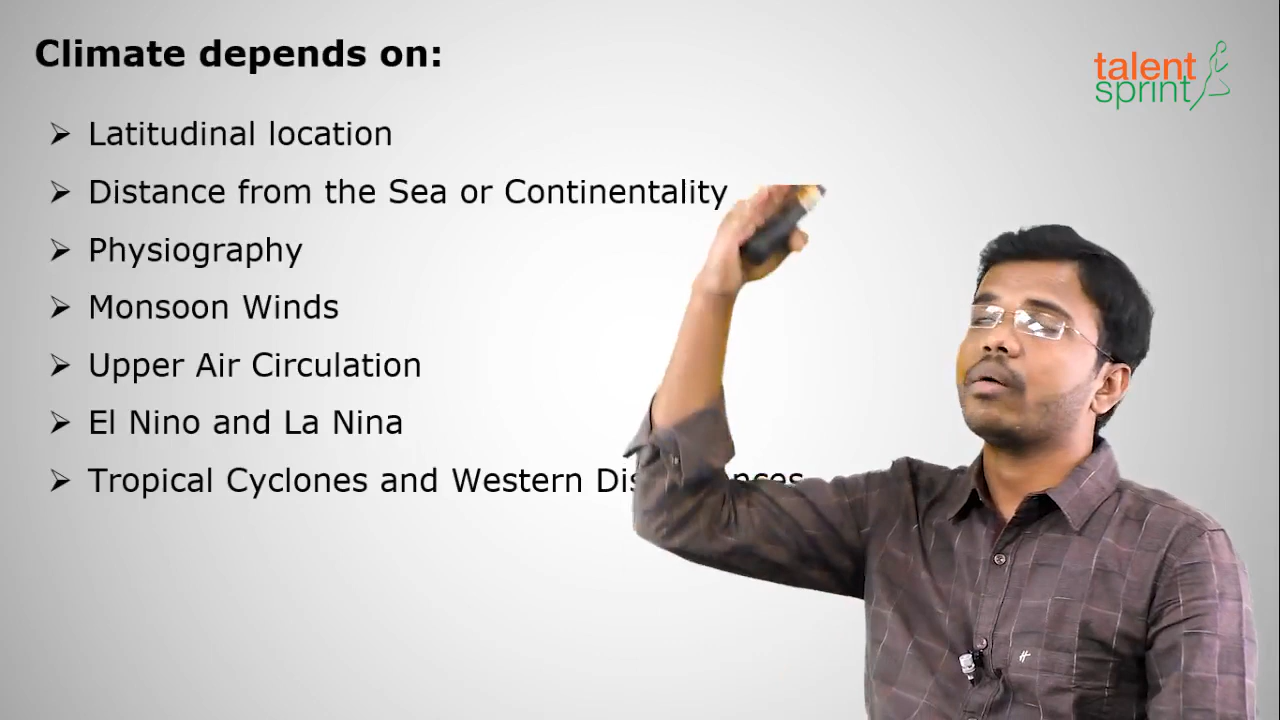 Climate depends on:
talent
sprint
➢ Latitudinal location
➢ Distance from the Sea or Continentality
➢ Physiography
➢ Monsoon Winds
➢ Upper Air Circulation
➢ El Nino and La Nina
➢ Tropical Cyclones and Western